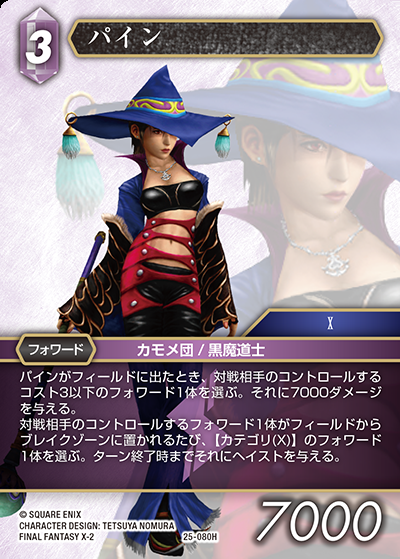 3
パイン
X
フォワード
カモメ団 / 黒魔道士
パインがフィールドに出たとき、対戦相手のコントロールする
コスト3以下のフォワード1体を選ぶ。それに7000ダメージ
を与える。
対戦相手のコントロールするフォワード1体がフィールドから
ブレイクゾーンに置かれるたび、【カテゴリ(X)】のフォワード
1体を選ぶ。ターン終了時までそれにヘイストを与える。
© SQUARE ENIX
CHARACTER DESIGN: TETSUYA NOMURA
FINAL FANTASY X-2
25-080H
7000